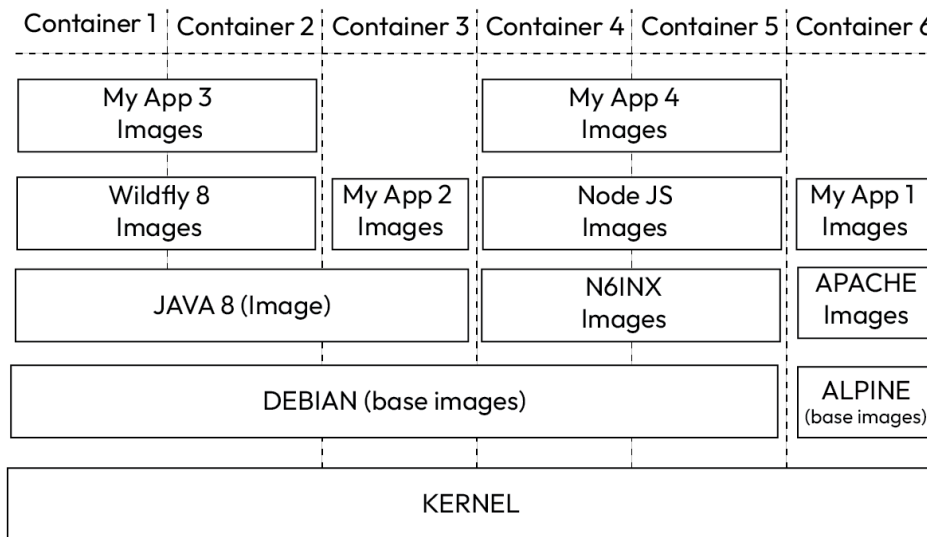 Container 1 Container 2 Container 3 Container 4 Container 5 Container 6
My App 3
Images
My App 4
Images
Wildfly 8
Images
My App 2
Images
Node JS
Images
My App 1
Images
JAVA 8 (Image)
N6INX
Images
APACHE
Images
DEBIAN (base images)
ALPINE
(base images)
KERNEL